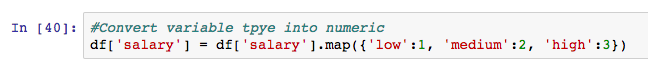 In [40]: #Convert variable tpye into numeric
df['salary'] = df['salary'].map({'low':1, 'medium':2, 'high':3})